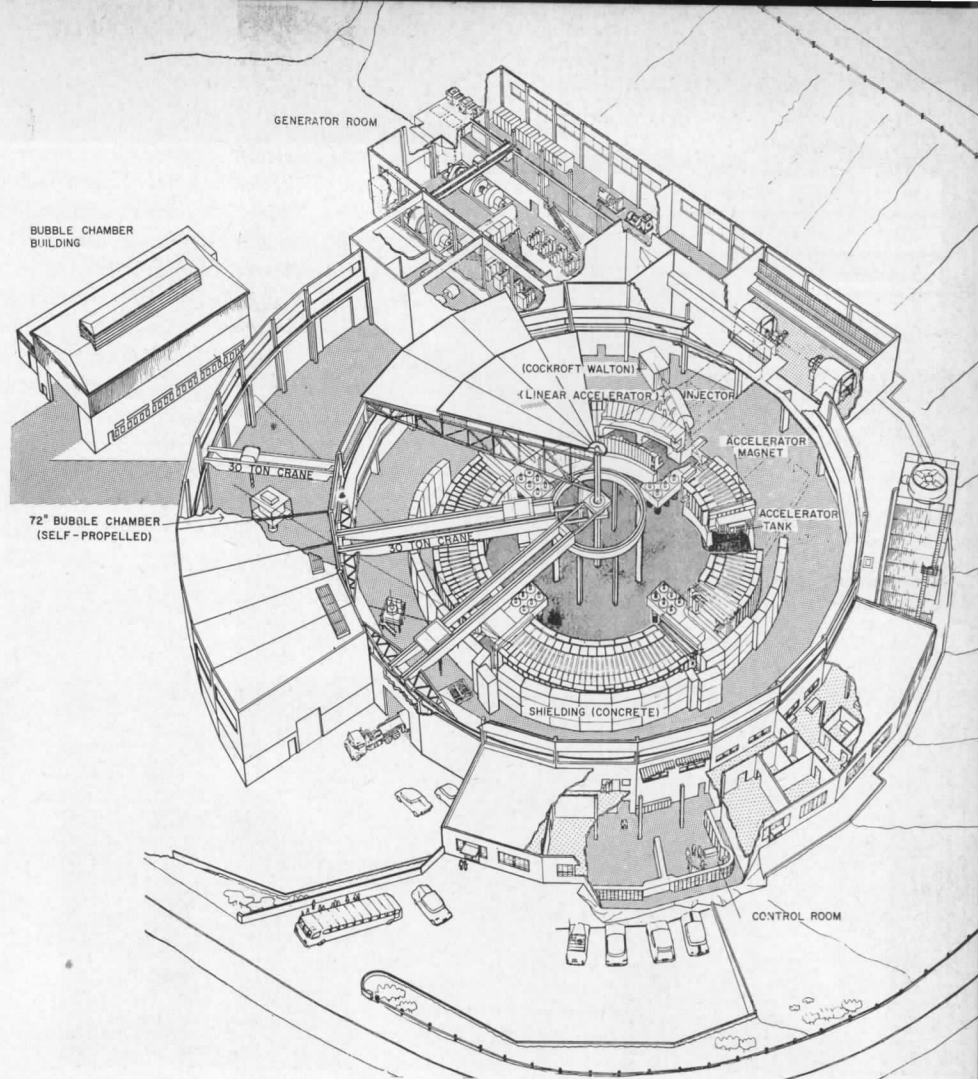 GENERATOR ROOM
BUBBLE CHAMBER
BUILDING
(COCKROFT WALTON)
(LINEAR ACCELERATOR) INJECTOR
ACCELERATOR
MAGNET
30 TON CRANE
72" BUBBLE CHAMBER
(SELF-PROPELLED)
ACCELERATOR
TANK
30 TON CRANE
SHIELDING (CONCRETE)
CONTROL ROOM